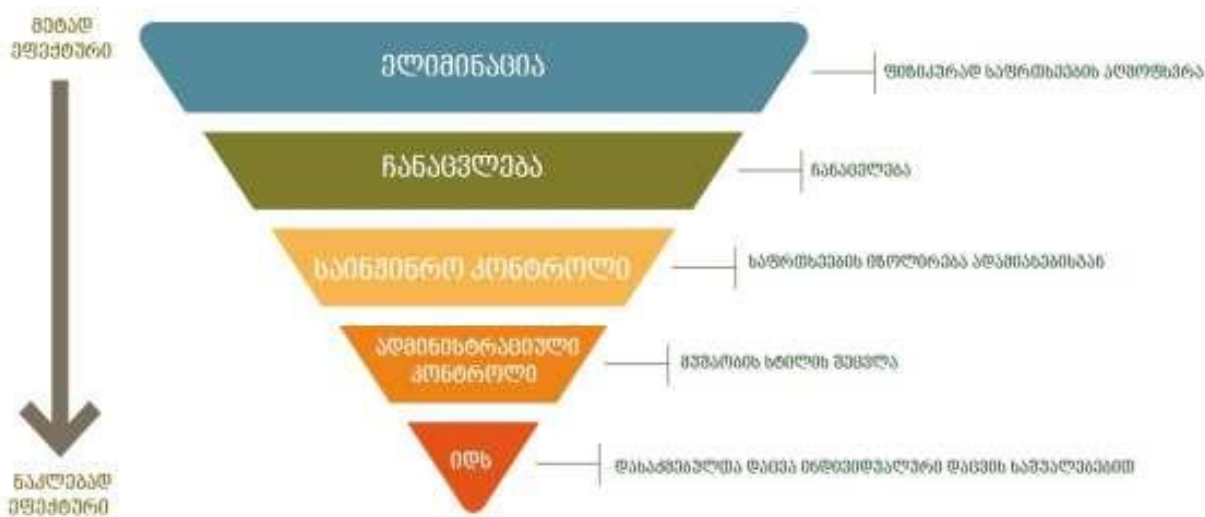 მეტად
ეფექტური
ელიმინაცია
ფიზიკურად საფრთხეების აღმოფხვრა
ჩანაცვლება
ჩანაცვლება
საინჟინრო კონტროლი
საფრთხეების იზოლირება ადამიანებისგან
ადმინისტრაციული
კონტროლი
მუშაობის სტილის შეცვლა
იდს
დასაქმებულთა დაცვა ინდივიდუალური დაცვის საშუალებებით
ნაკლებად
ეფექტური